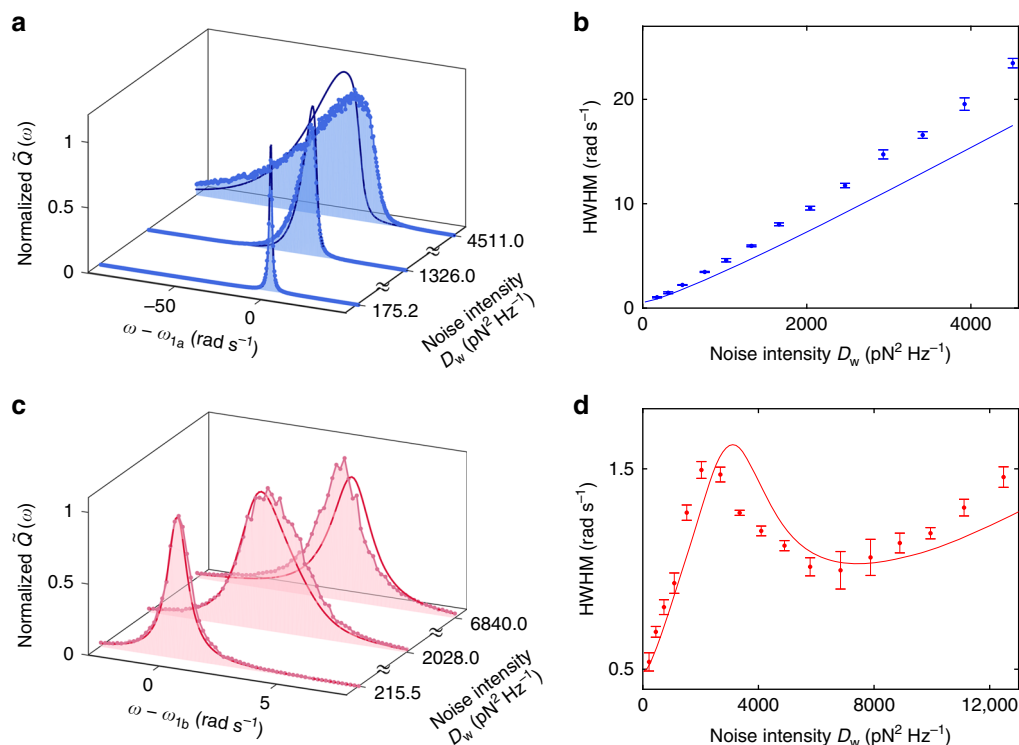 a
Normalized Q̃ (ω)
1
0.5
0
−50
0
ω − ω1a (rad s−1)
4511.0
1326.0
175.2
Noise intensity
Dw (pN2 Hz−1)
b
HWHM (rad s−1)
20
10
0
0
2000
4000
Noise intensity Dw (pN2 Hz−1)
c
Normalized Q̃ (ω)
1
0.5
0
0
5
ω − ω1b (rad s−1)
6840.0
2028.0
215.5
Noise intensity
Dw (pN2 Hz−1)
d
HWHM (rad s−1)
1.5
0.5
0
4000
8000
12,000
Noise intensity Dw (pN2 Hz−1)